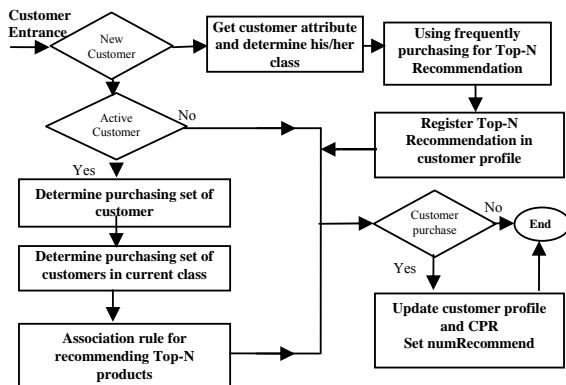 Customer
Entrance
New
Customer
Get customer attribute
and determine his/her
class
Using frequently
purchasing for Top-N
Recommendation
Active
Customer
No
Register Top-N
Recommendation in
customer profile
Yes
Determine purchasing set of
customer
Customer
purchase
No
End
Determine purchasing set of
customers in current class
Yes
Update customer profile
and CPR
Set numRecommend
Association rule for
recommending Top-N
products